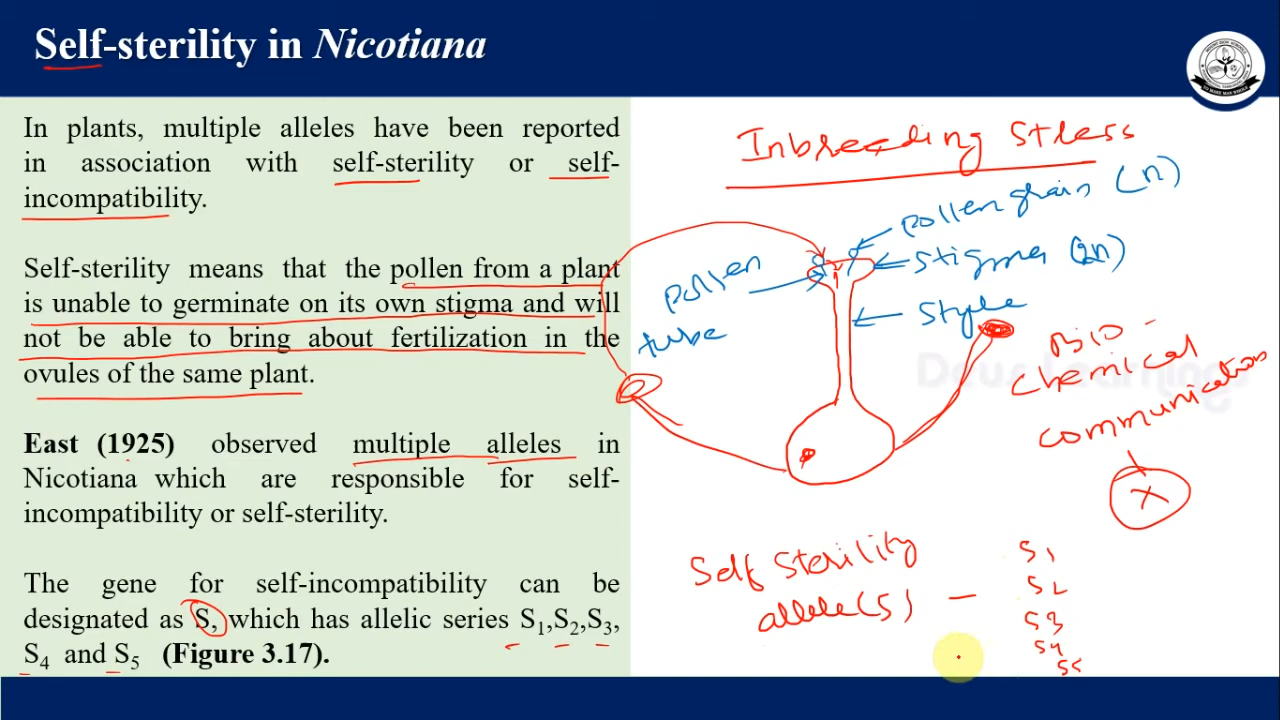 Self-sterility in Nicotiana
In plants, multiple alleles have been reported
in association with self-sterility or self-
incompatibility.
Self-sterility means that the pollen from a plant
is unable to germinate on its own stigma and will
not be able to bring about fertilization in the
ovules of the same plant.
East (1925) observed multiple alleles in
Nicotiana which are responsible for self-
incompatibility or self-sterility.
The gene for self-incompatibility can be
designated as S, which has allelic series S₁,S₂,S₃,
S₄ and S₅ (Figure 3.17).
Inbreeding stress
pollen grain (n)
stigma (2n)
pollen
tube
style
Bio-
chemical
communication
X
Self sterility
allele(s) –
S1
S2
S3
S4
S5